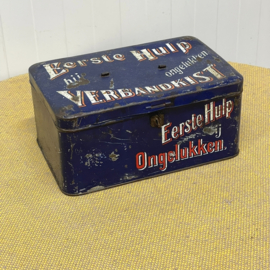 Eerste Hulp
bij ongelukken.
VERBANDKIST
Eerste Hulp
bij
Ongelukken.